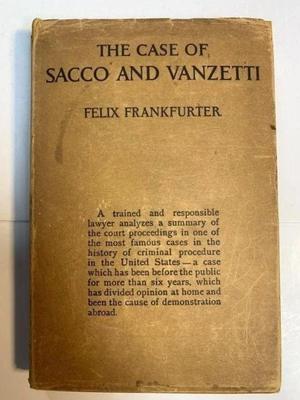 THE CASE OF
SACCO AND VANZETTI
FELIX FRANKFURTER
A trained and responsible
lawyer analyzes a summary of
the court proceedings in one of
the most famous cases in the
history of criminal procedure
in the United States—a case
which has been before the public
for more than six years, which
has divided opinion at home and
been the cause of demonstration
abroad.